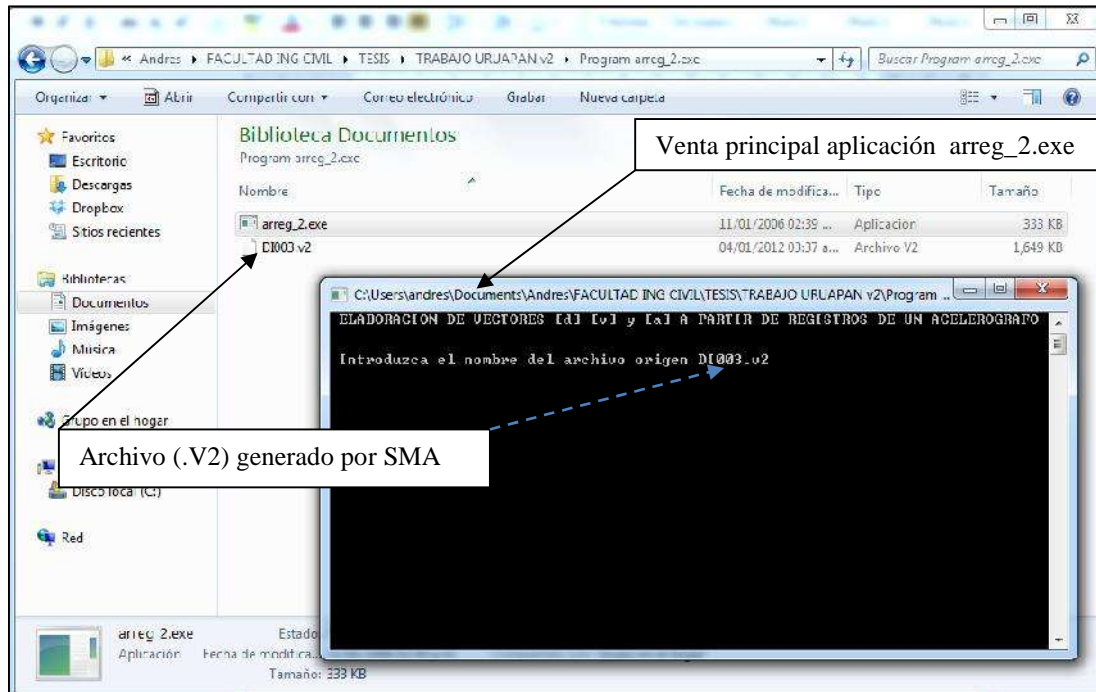 « Andres ▸ FACULTAD ING CIVIL ▸ TESIS ▸ TRABAJO URUAPAN v2 ▸ Program arreg_2.exe
Buscar Program arreg_2.exe
Organizar
Abrir
Compartir con
Correo electrónico
Grabar
Nueva carpeta
Favoritos
Escritorio
Descargas
Dropbox
Sitios recientes
Bibliotecas
Documentos
Imágenes
Música
Vídeos
Grupo en el hogar
Disco local (C:)
Red
Biblioteca Documentos
Program arreg_2.exe
Venta principal aplicación arreg_2.exe
Nombre
Fecha de modifica...
Tipo
Tamaño
arreg_2.exe
11/01/2006 02:39 ...
Aplicación
333 KB
DI003 v2
04/01/2012 03:37 a...
Archivo V2
1,649 KB
C:\Users\andres\Documents\Andres\FACULTAD ING CIVIL\TESIS\TRABAJO URUAPAN v2\Program ...
ELABORACION DE VECTORES [d] [v] y [a] A PARTIR DE REGISTROS DE UN ACELEROGRAFO
Introduzca el nombre del archivo origen DI003.v2
Archivo (.V2) generado por SMA
arreg_2.exe
Estado
Aplicación
Fecha de modifica...
Tamaño: 333 KB